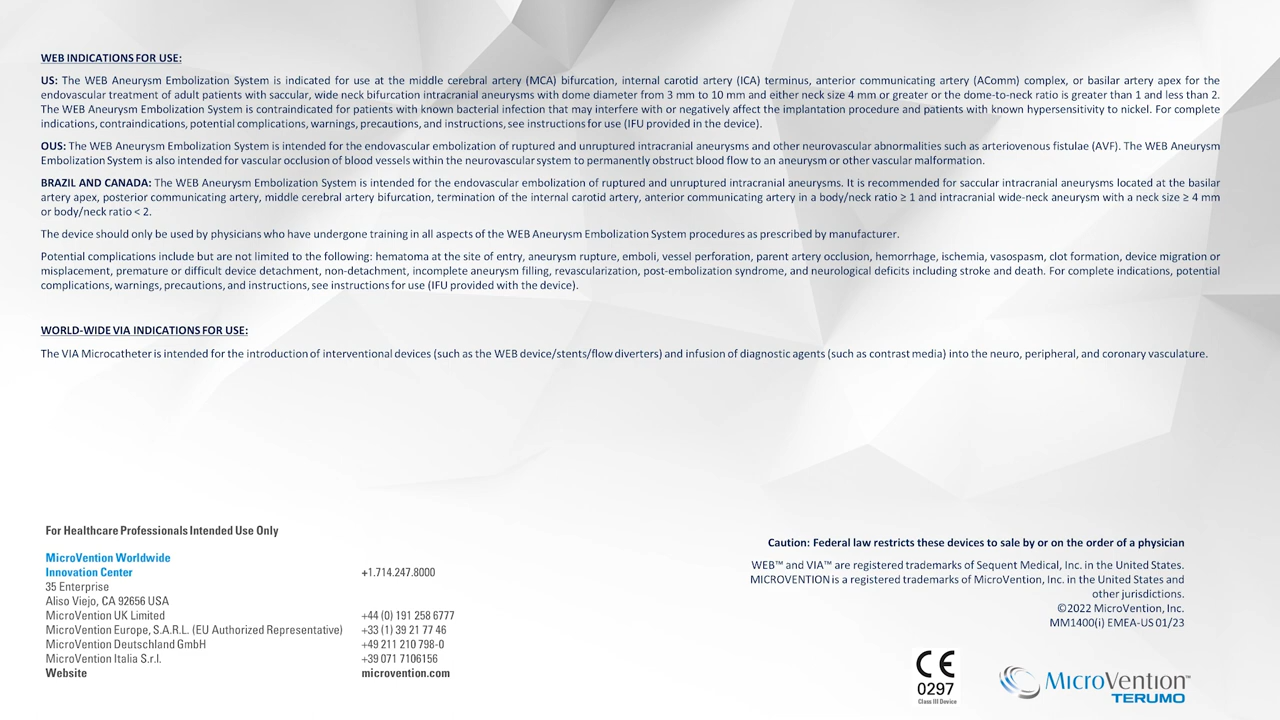 WEB INDICATIONS FOR USE:
US: The WEB Aneurysm Embolization System is indicated for use at the middle cerebral artery (MCA) bifurcation, internal carotid artery (ICA) terminus, anterior communicating artery (AComm) complex, or basilar artery apex for the
endovascular treatment of adult patients with saccular, wide neck bifurcation intracranial aneurysms with dome diameter from 3 mm to 10 mm and either neck size 4 mm or greater or the dome-to-neck ratio is greater than 1 and less than 2.
The WEB Aneurysm Embolization System is contraindicated for patients with known bacterial infection that may interfere with or negatively affect the implantation procedure and patients with known hypersensitivity to nickel. For complete
indications, contraindications, potential complications, warnings, precautions, and instructions, see instructions for use (IFU provided in the device).
OUS: The WEB Aneurysm Embolization System is intended for the endovascular embolization of ruptured and unruptured intracranial aneurysms and other neurovascular abnormalities such as arteriovenous fistulae (AVF). The WEB Aneurysm
Embolization System is also intended for vascular occlusion of blood vessels within the neurovascular system to permanently obstruct blood flow to an aneurysm or other vascular malformation.
BRAZIL AND CANADA: The WEB Aneurysm Embolization System is intended for the endovascular embolization of ruptured and unruptured intracranial aneurysms. It is recommended for saccular intracranial aneurysms located at the basilar
artery apex, posterior communicating artery, middle cerebral artery bifurcation, termination of the internal carotid artery, anterior communicating artery in a body/neck ratio ≥ 1 and intracranial wide-neck aneurysm with a neck size ≥ 4 mm
or body/neck ratio < 2.
The device should only be used by physicians who have undergone training in all aspects of the WEB Aneurysm Embolization System procedures as prescribed by manufacturer.
Potential complications include but are not limited to the following: hematoma at the site of entry, aneurysm rupture, emboli, vessel perforation, parent artery occlusion, hemorrhage, ischemia, vasospasm, clot formation, device migration or
misplacement, premature or difficult device detachment, non-detachment, incomplete aneurysm filling, revascularization, post-embolization syndrome, and neurological deficits including stroke and death. For complete indications, potential
complications, warnings, precautions, and instructions, see instructions for use (IFU provided with the device).
WORLD-WIDE VIA INDICATIONS FOR USE:
The VIA Microcatheter is intended for the introduction of interventional devices (such as the WEB device/stents/flow diverters) and infusion of diagnostic agents (such as contrast media) into the neuro, peripheral, and coronary vasculature.
For Healthcare Professionals Intended Use Only
MicroVention Worldwide
Innovation Center +1.714.247.8000
35 Enterprise
Aliso Viejo, CA 92656 USA
MicroVention UK Limited +44 (0) 191 258 6777
MicroVention Europe, S.A.R.L. (EU Authorized Representative) +33 (1) 39 21 77 46
MicroVention Deutschland GmbH +49 211 210 798-0
MicroVention Italia S.r.l. +39 071 7106156
Website microvention.com
Caution: Federal law restricts these devices to sale by or on the order of a physician
WEB™ and VIA™ are registered trademarks of Sequent Medical, Inc. in the United States.
MICROVENTION is a registered trademarks of MicroVention, Inc. in the United States and
other jurisdictions.
©2022 MicroVention, Inc.
MM1400(i) EMEA-US 01/23
CE
0297
Class III Device
MicroVention™
TERUMO